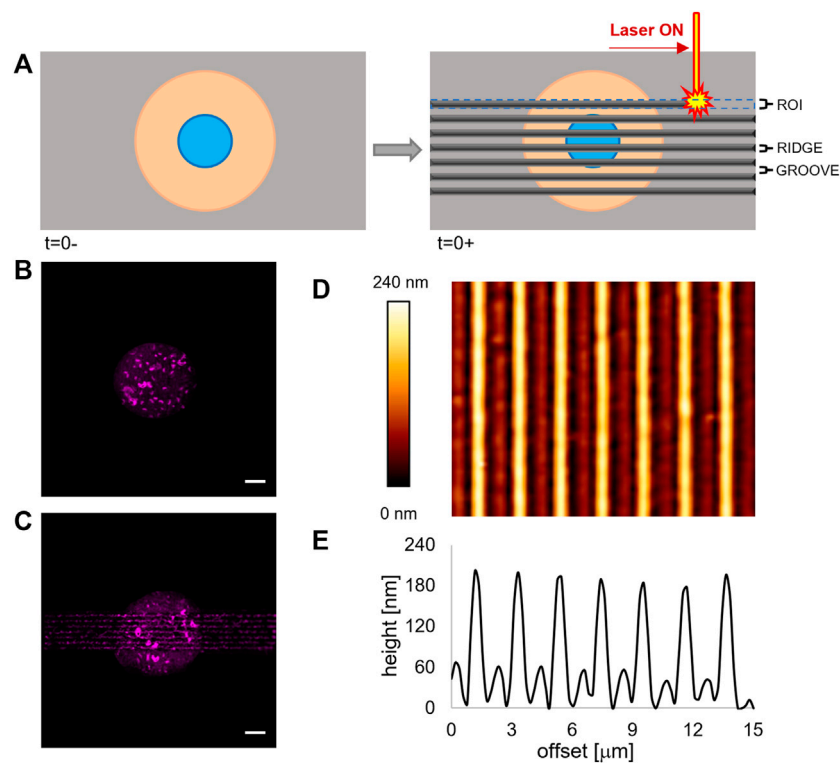 Laser ON
A
ROI
RIDGE
GROOVE
t=0-
t=0+
B
D
240 nm
0 nm
C
E
height [nm]
240
180
120
60
0
0
3
6
9
12
15
offset [μm]